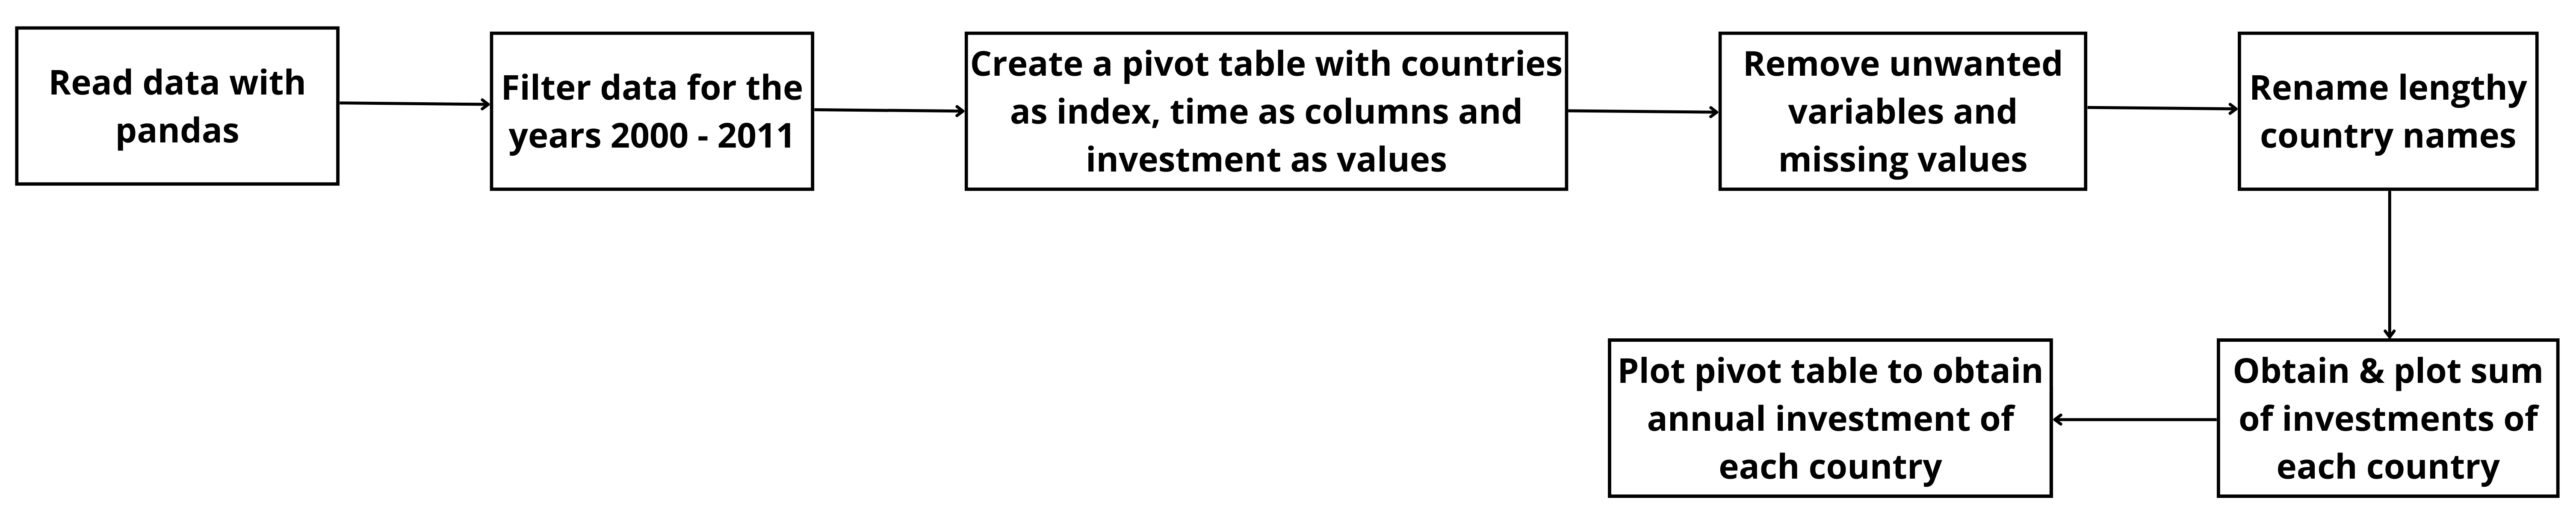 Read data with
pandas
Filter data for the
years 2000 - 2011
Create a pivot table with countries
as index, time as columns and
investment as values
Remove unwanted
variables and
missing values
Rename lengthy
country names
Obtain & plot sum
of investments of
each country
Plot pivot table to obtain
annual investment of
each country